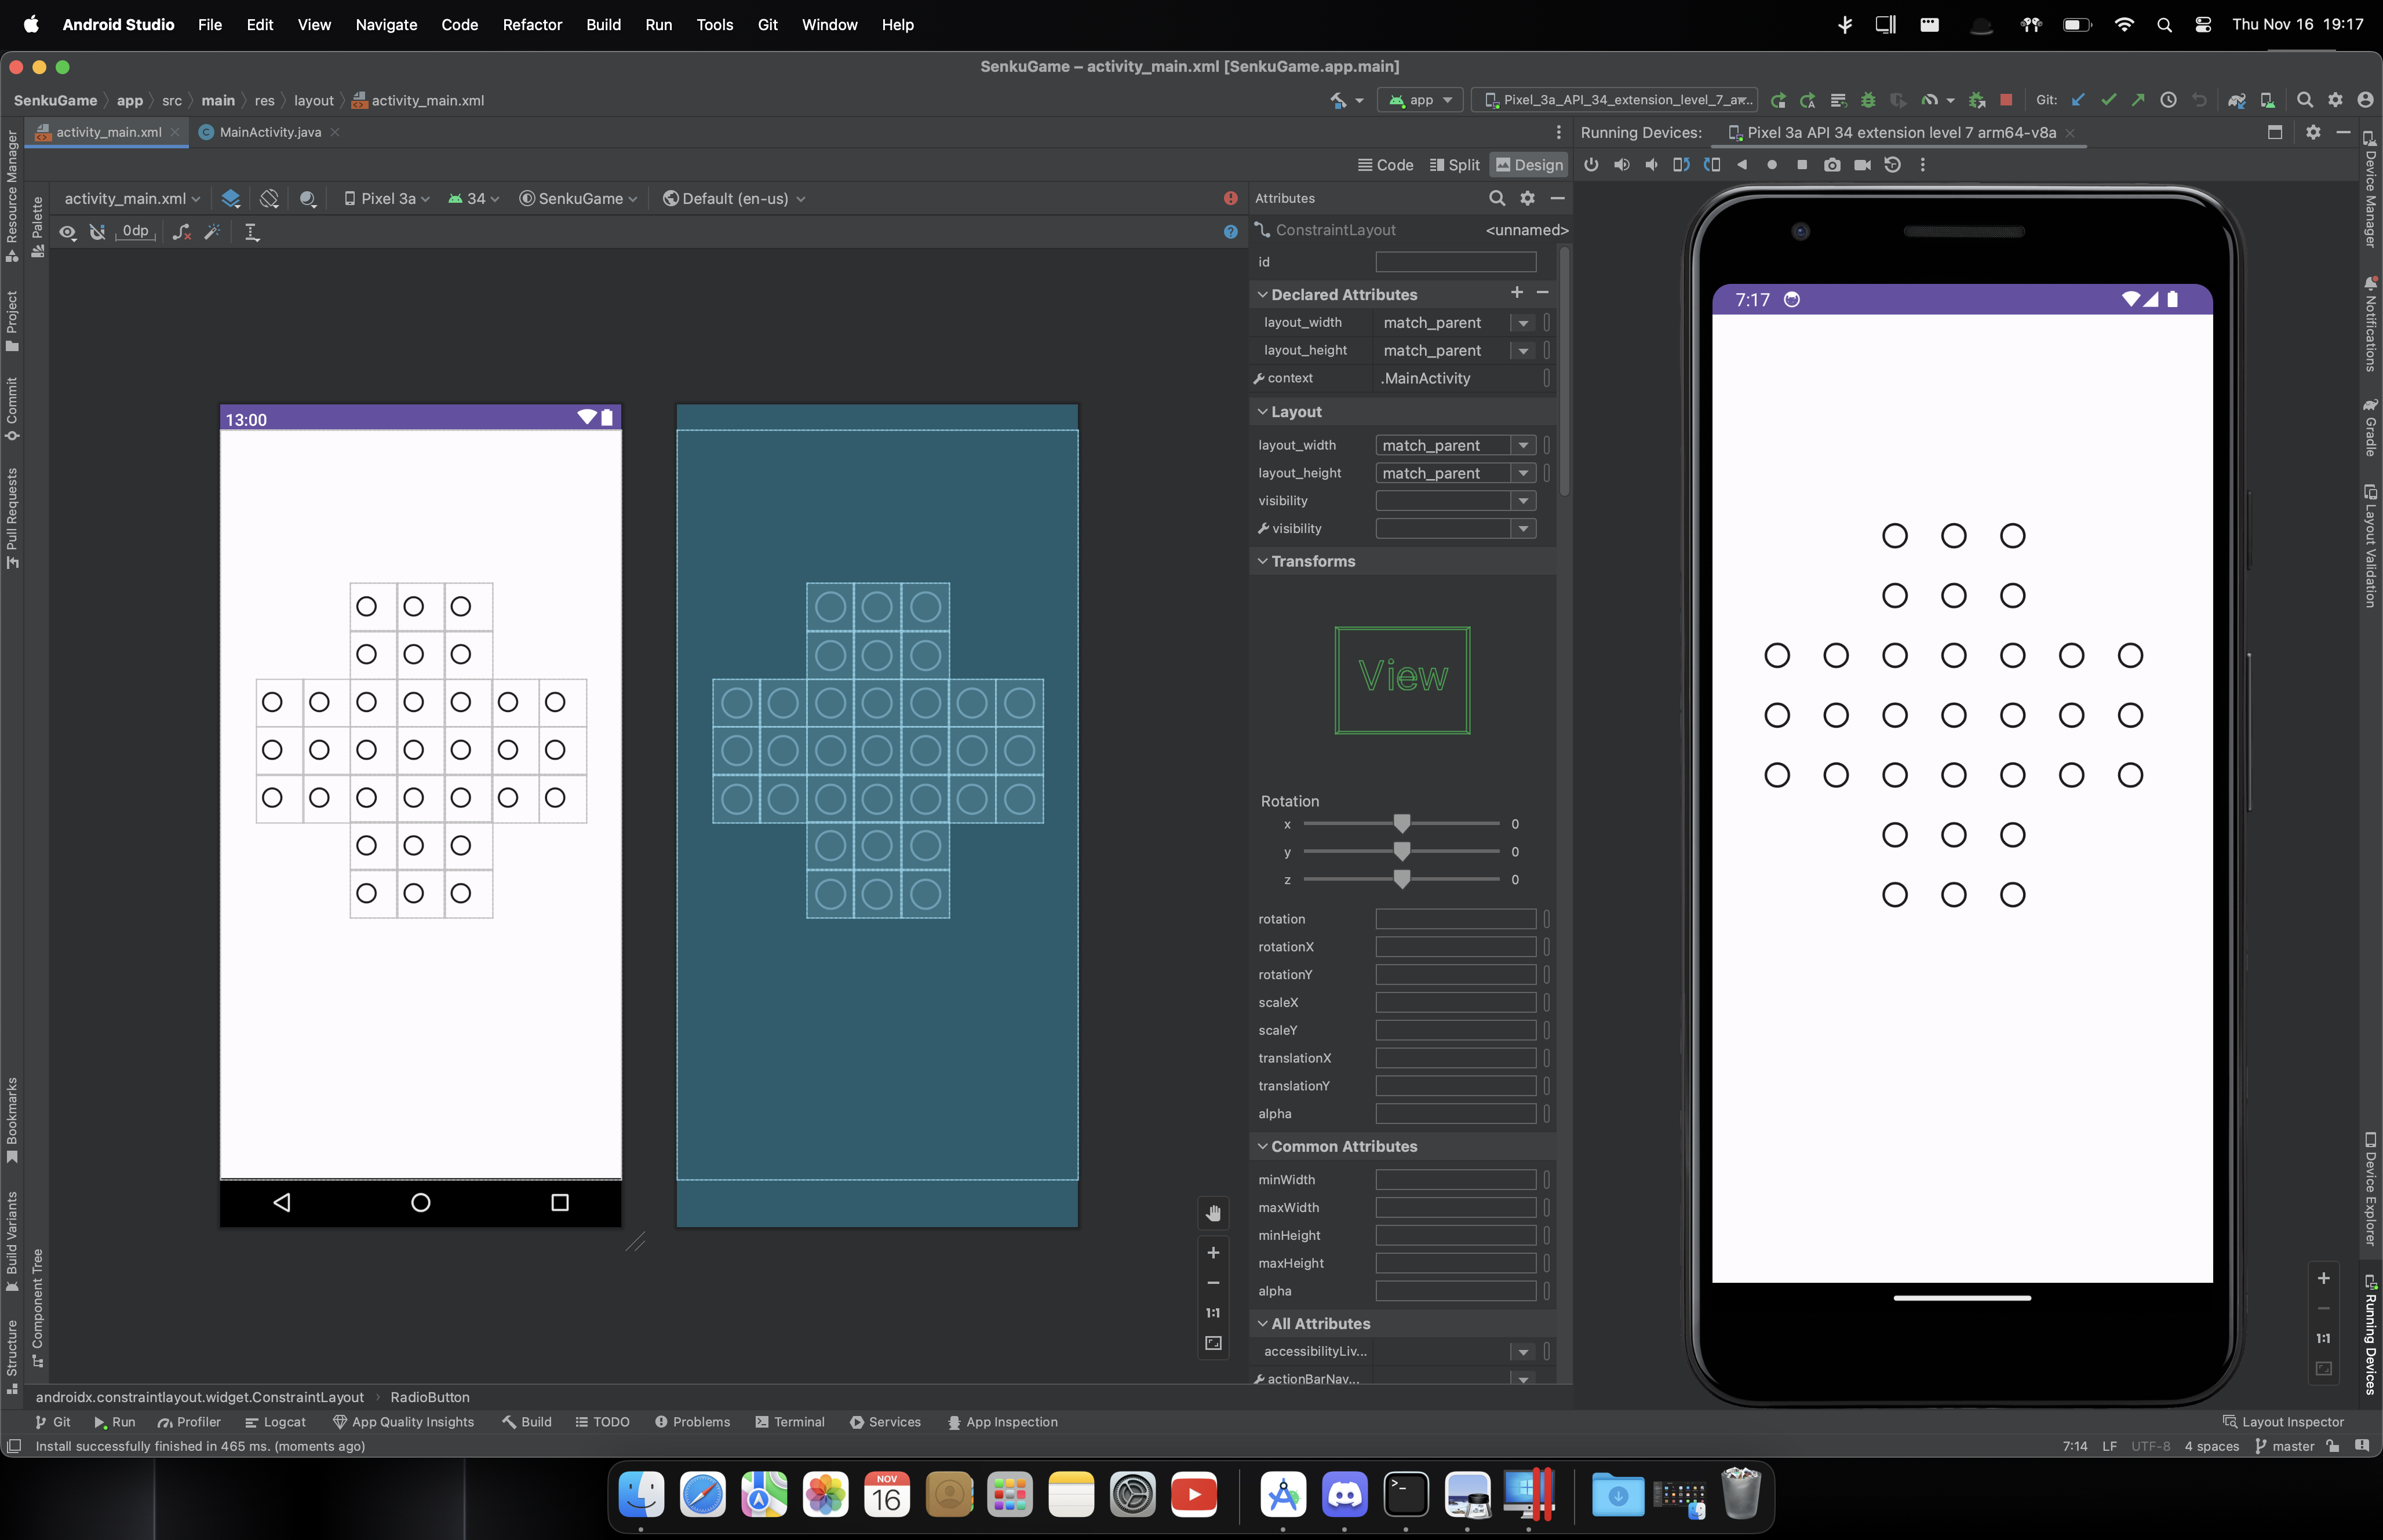 Android Studio File Edit View Navigate Code Refactor Build Run Tools Git Window Help Thu Nov 16 19:17
SenkuGame – activity_main.xml [SenkuGame.app.main]
SenkuGame app src main res layout activity_main.xml app Pixel_3a_API_34_extension_level_7_ar... Git:
activity_main.xml MainActivity.java
Running Devices: Pixel 3a API 34 extension level 7 arm64-v8a
Code Split Design
activity_main.xml Pixel 3a 34 SenkuGame Default (en-us)
0dp
Resource Manager
Project
Commit
Pull Requests
Bookmarks
Build Variants
Structure
Palette
Component Tree
13:00
Attributes
ConstraintLayout <unnamed>
id
Declared Attributes
layout_width match_parent
layout_height match_parent
context .MainActivity
Layout
layout_width match_parent
layout_height match_parent
visibility
visibility
Transforms
View
Rotation
x 0
y 0
z 0
rotation
rotationX
rotationY
scaleX
scaleY
translationX
translationY
alpha
Common Attributes
minWidth
maxWidth
minHeight
maxHeight
alpha
All Attributes
accessibilityLiv...
actionBarNav...
1:1
7:17
1:1
Device Manager
Notifications
Gradle
Layout Validation
Device Explorer
Running Devices
androidx.constraintlayout.widget.ConstraintLayout RadioButton
Git Run Profiler Logcat App Quality Insights Build TODO Problems Terminal Services App Inspection Layout Inspector
Install successfully finished in 465 ms. (moments ago) 7:14 LF UTF-8 4 spaces master
NOV
16